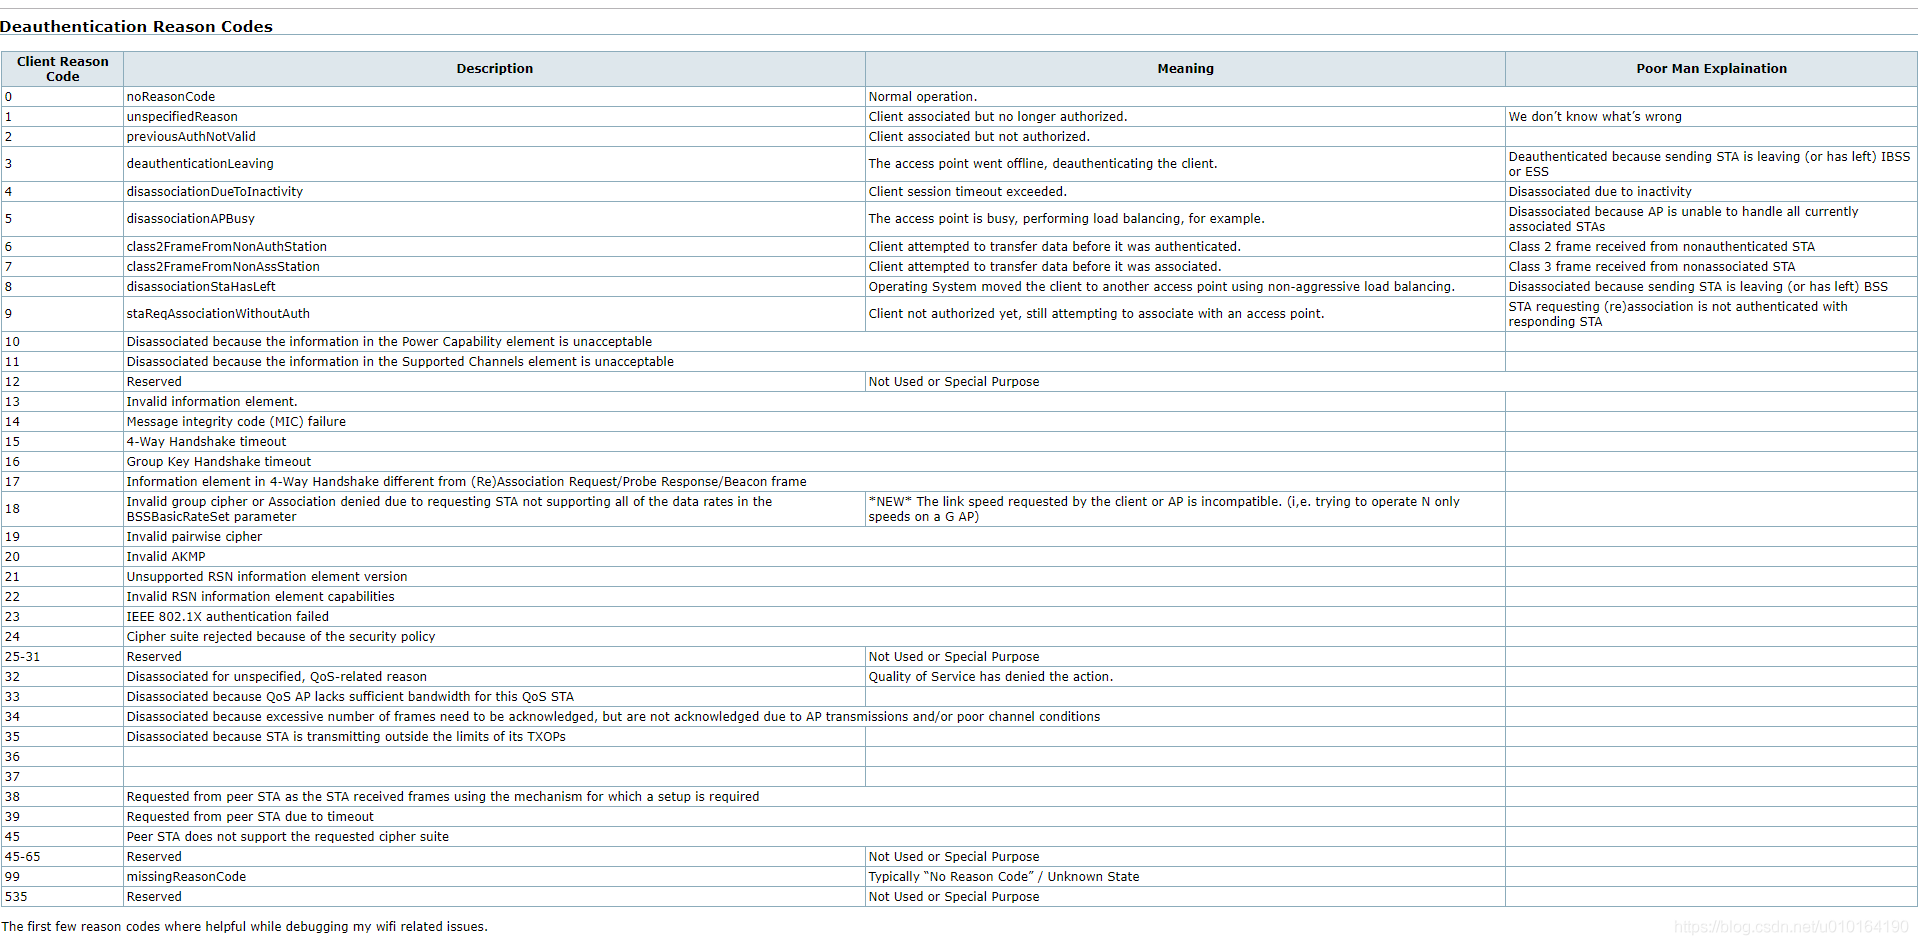 Deauthentication Reason Codes
Client Reason Code | Description | Meaning | Poor Man Explaination
0 | noReasonCode | Normal operation.
1 | unspecifiedReason | Client associated but no longer authorized. | We don’t know what’s wrong
2 | previousAuthNotValid | Client associated but not authorized.
3 | deauthenticationLeaving | The access point went offline, deauthenticating the client. | Deauthenticated because sending STA is leaving (or has left) IBSS or ESS
4 | disassociationDueToInactivity | Client session timeout exceeded. | Disassociated due to inactivity
5 | disassociationAPBusy | The access point is busy, performing load balancing, for example. | Disassociated because AP is unable to handle all currently associated STAs
6 | class2FrameFromNonAuthStation | Client attempted to transfer data before it was authenticated. | Class 2 frame received from nonauthenticated STA
7 | class2FrameFromNonAssStation | Client attempted to transfer data before it was associated. | Class 3 frame received from nonassociated STA
8 | disassociationStaHasLeft | Operating System moved the client to another access point using non-aggressive load balancing. | Disassociated because sending STA is leaving (or has left) BSS
9 | staReqAssociationWithoutAuth | Client not authorized yet, still attempting to associate with an access point. | STA requesting (re)association is not authenticated with responding STA
10 | Disassociated because the information in the Power Capability element is unacceptable
11 | Disassociated because the information in the Supported Channels element is unacceptable
12 | Reserved | Not Used or Special Purpose
13 | Invalid information element.
14 | Message integrity code (MIC) failure
15 | 4-Way Handshake timeout
16 | Group Key Handshake timeout
17 | Information element in 4-Way Handshake different from (Re)Association Request/Probe Response/Beacon frame
18 | Invalid group cipher or Association denied due to requesting STA not supporting all of the data rates in the BSSBasicRateSet parameter | *NEW* The link speed requested by the client or AP is incompatible. (i,e. trying to operate N only speeds on a G AP)
19 | Invalid pairwise cipher
20 | Invalid AKMP
21 | Unsupported RSN information element version
22 | Invalid RSN information element capabilities
23 | IEEE 802.1X authentication failed
24 | Cipher suite rejected because of the security policy
25-31 | Reserved | Not Used or Special Purpose
32 | Disassociated for unspecified, QoS-related reason | Quality of Service has denied the action.
33 | Disassociated because QoS AP lacks sufficient bandwidth for this QoS STA
34 | Disassociated because excessive number of frames need to be acknowledged, but are not acknowledged due to AP transmissions and/or poor channel conditions
35 | Disassociated because STA is transmitting outside the limits of its TXOPs
36
37
38 | Requested from peer STA as the STA received frames using the mechanism for which a setup is required
39 | Requested from peer STA due to timeout
45 | Peer STA does not support the requested cipher suite
45-65 | Reserved | Not Used or Special Purpose
99 | missingReasonCode | Typically “No Reason Code” / Unknown State
535 | Reserved | Not Used or Special Purpose
The first few reason codes where helpful while debugging my wifi related issues.
https://blog.csdn.net/u010164190